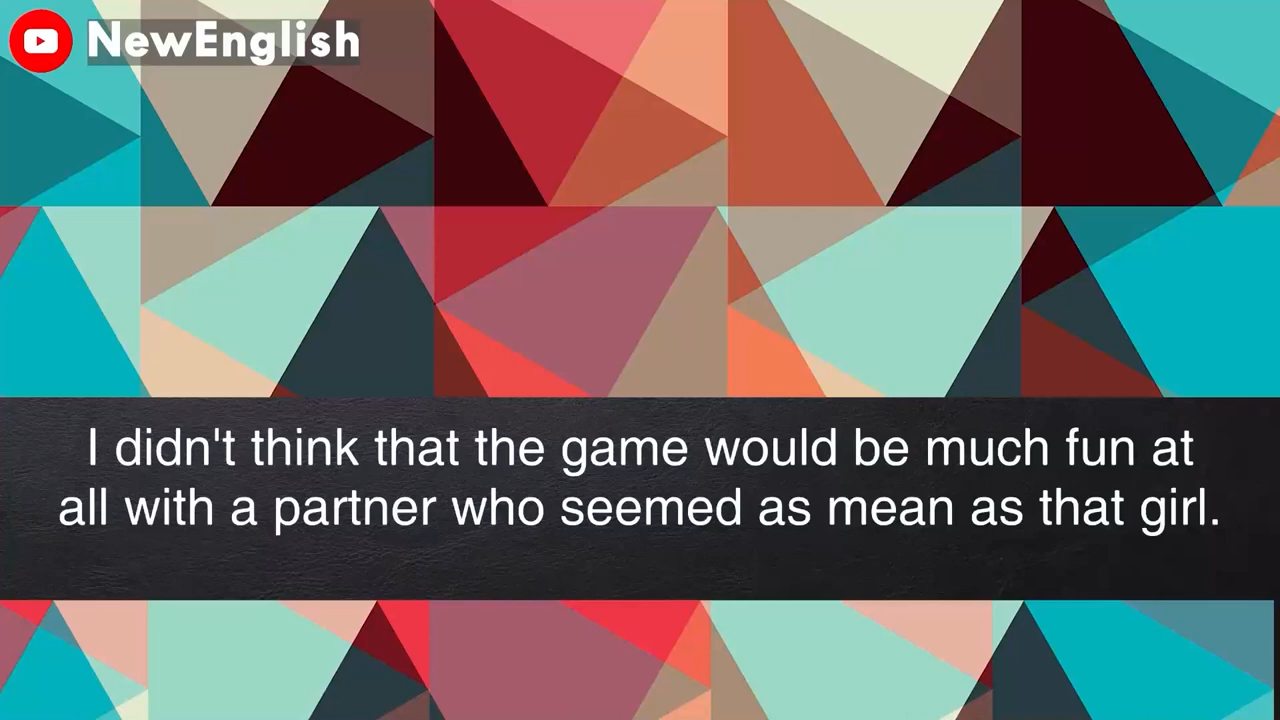 NewEnglish
I didn't think that the game would be much fun at
all with a partner who seemed as mean as that girl.